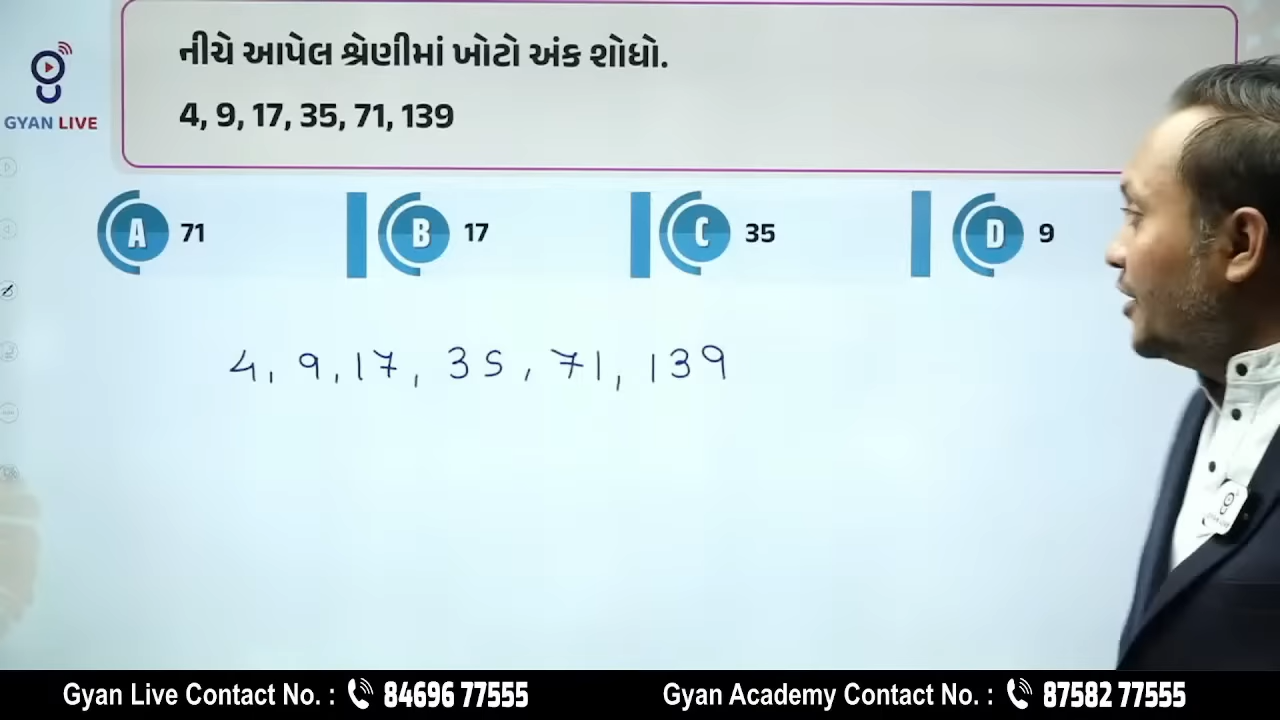 નીચે આપેલ શ્રેણીમાં ખોટો અંક શોધો.
4, 9, 17, 35, 71, 139
GYAN LIVE
A 71
B 17
C 35
D 9
4, 9, 17, 35, 71, 139
Gyan Live Contact No. : 84696 77555
Gyan Academy Contact No. : 87582 77555